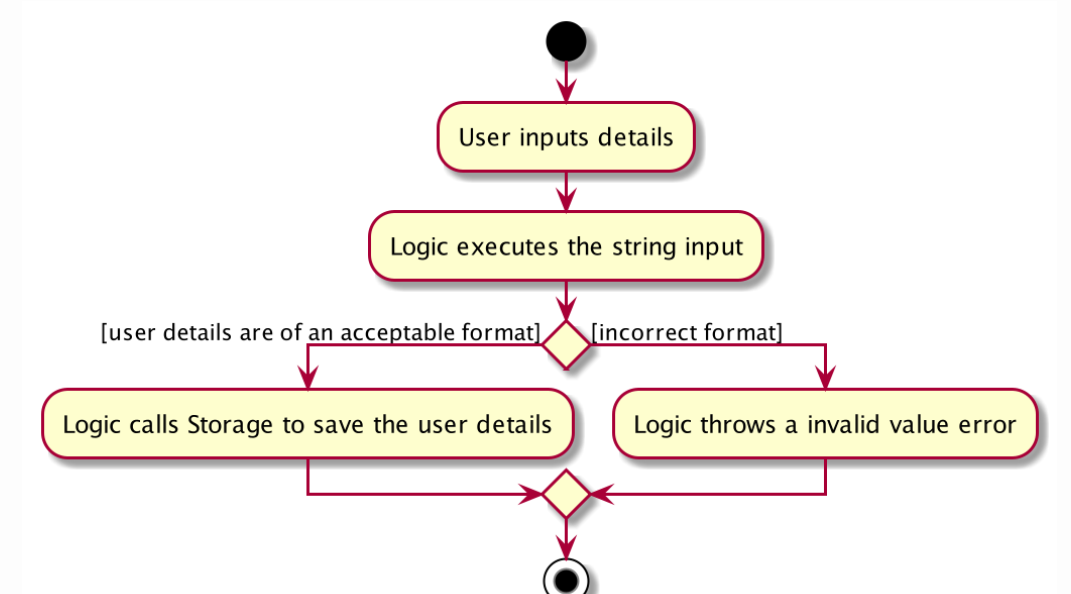 User inputs details
Logic executes the string input
[user details are of an acceptable format]
[incorrect format]
Logic calls Storage to save the user details
Logic throws a invalid value error